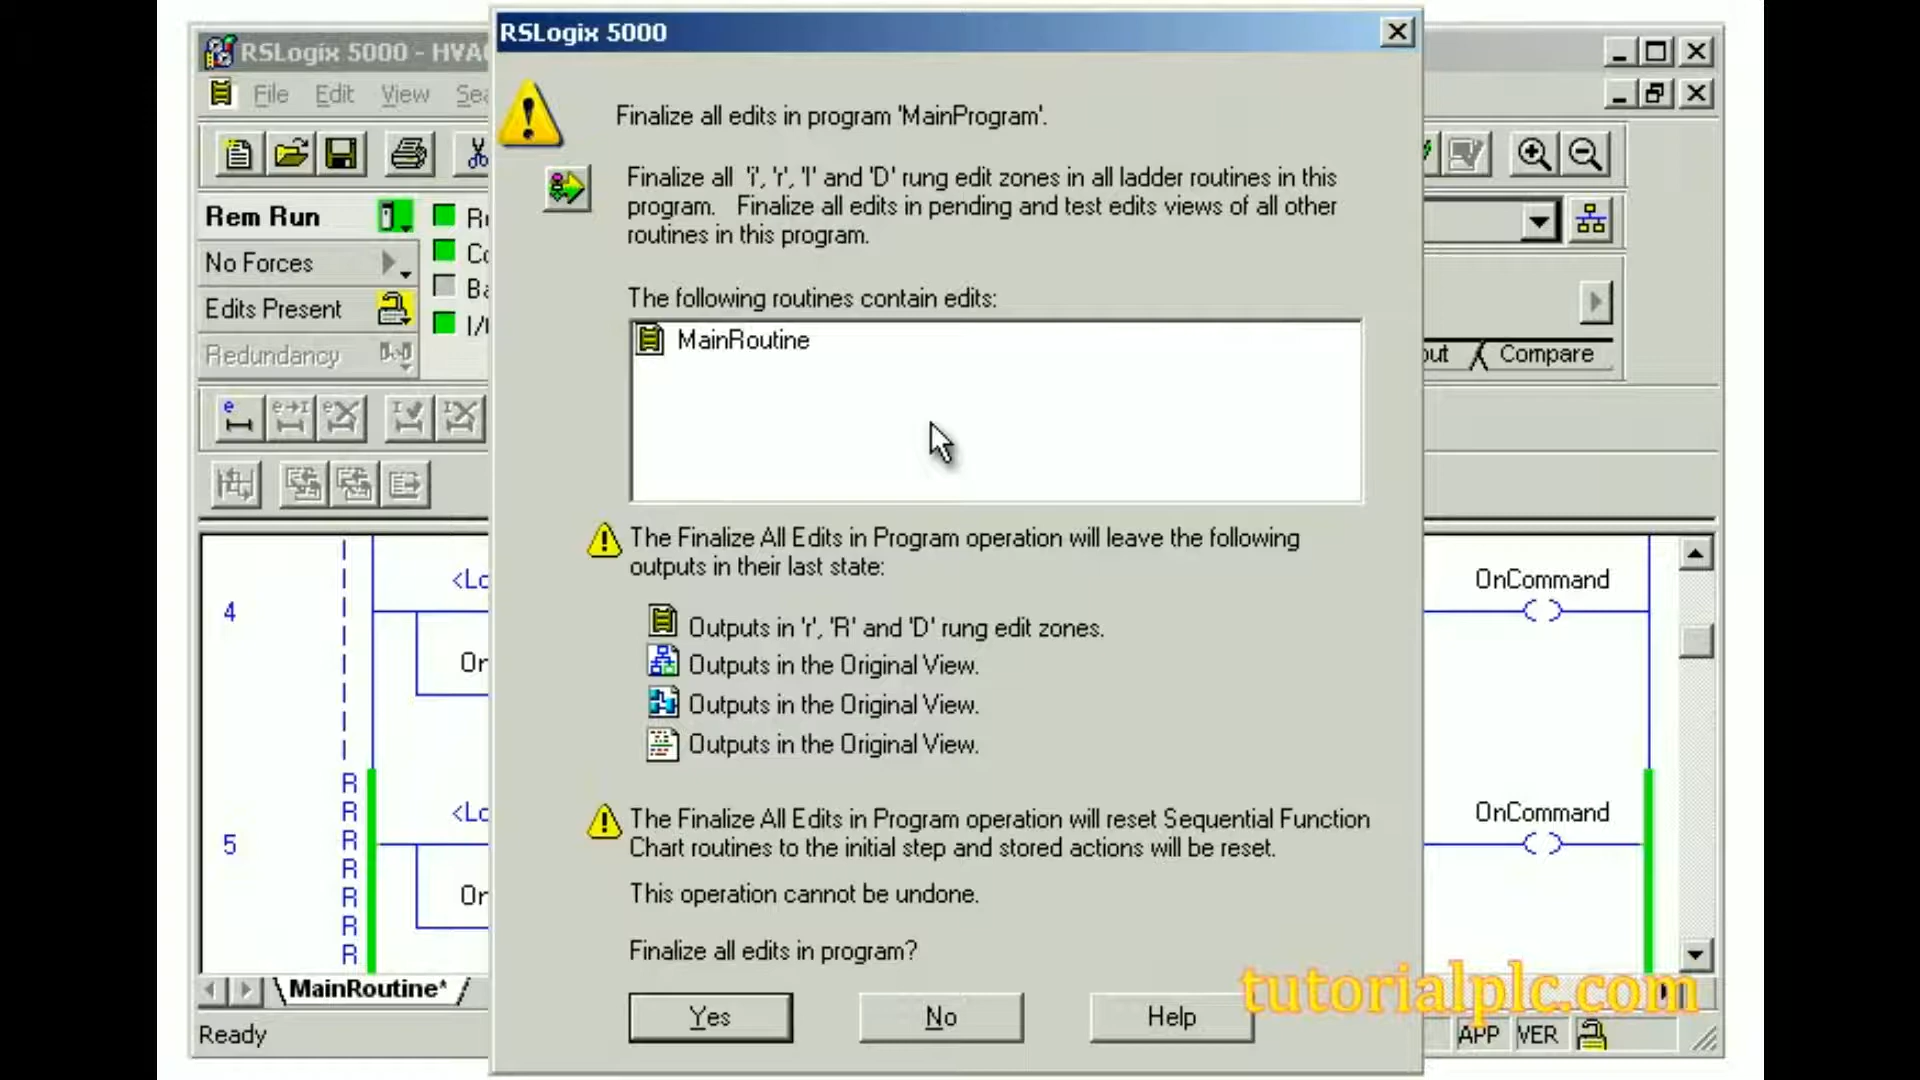 RSLogix 5000 - HVAC
RSLogix 5000
File Edit View Sea
Finalize all edits in program 'MainProgram'.
Finalize all 'i', 'r', 'I' and 'D' rung edit zones in all ladder routines in this
program. Finalize all edits in pending and test edits views of all other
routines in this program.
Rem Run
No Forces
Edits Present
Redundancy
The following routines contain edits:
MainRoutine
Compare
The Finalize All Edits in Program operation will leave the following
outputs in their last state:
Outputs in 'r', 'R' and 'D' rung edit zones.
Outputs in the Original View.
Outputs in the Original View.
Outputs in the Original View.
The Finalize All Edits in Program operation will reset Sequential Function
Chart routines to the initial step and stored actions will be reset.
This operation cannot be undone.
Finalize all edits in program?
Yes No Help
4
<Lo
OnCommand
R
R
R
R
R
R
R
5
<Lo
OnCommand
MainRoutine*
tutorialplc.com
Ready
APP VER